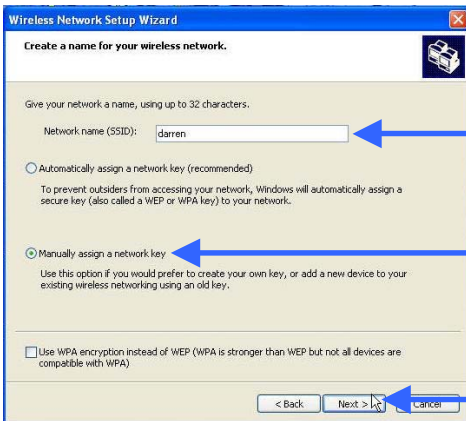 Wireless Network Setup Wizard
Create a name for your wireless network.
Give your network a name, using up to 32 characters.
Network name (SSID): darren
Automatically assign a network key (recommended)
To prevent outsiders from accessing your network, Windows will automatically assign a
secure key (also called a WEP or WPA key) to your network.
Manually assign a network key
Use this option if you would prefer to create your own key, or add a new device to your
existing wireless networking using an old key.
Use WPA encryption instead of WEP (WPA is stronger than WEP but not all devices are
compatible with WPA)
< Back Next > Cancel